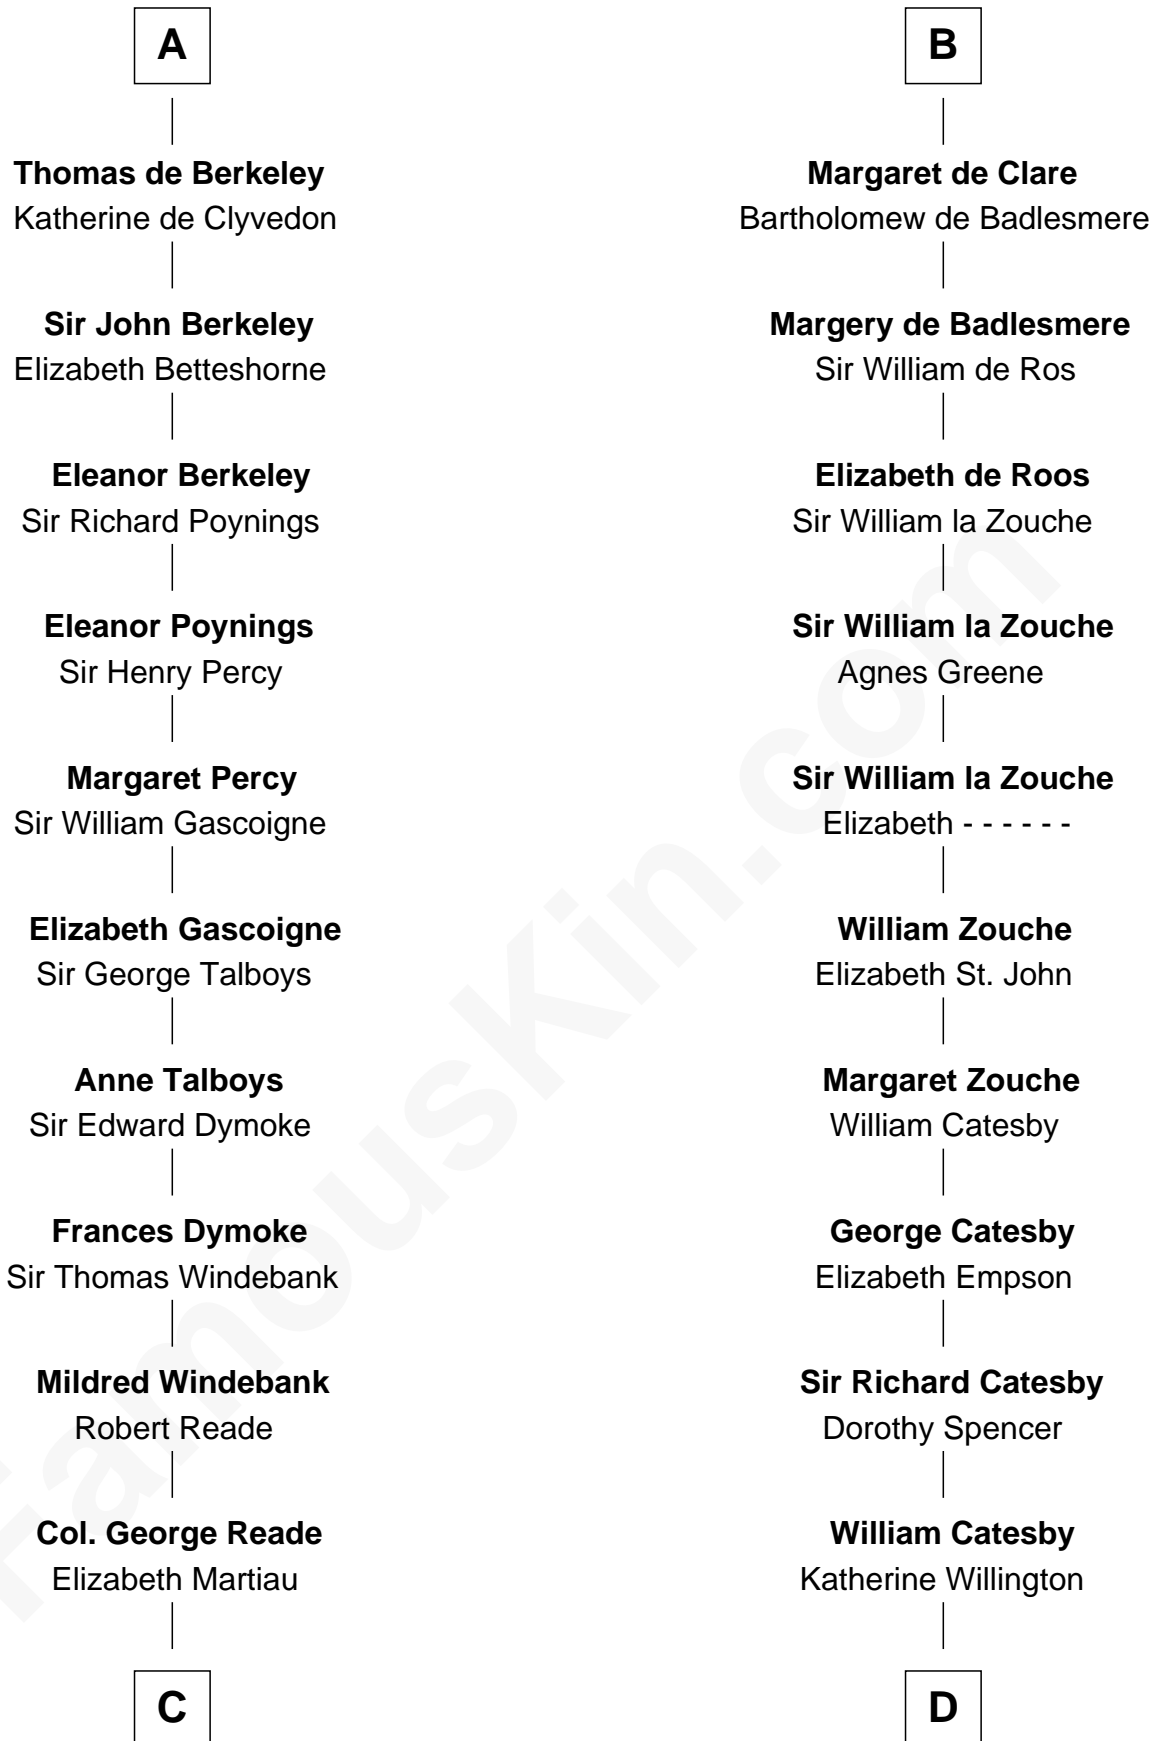 A
Thomas de Berkeley
Katherine de Clyvedon
Sir John Berkeley
Elizabeth Betteshorne
Eleanor Berkeley
Sir Richard Poynings
Eleanor Poynings
Sir Henry Percy
Margaret Percy
Sir William Gascoigne
Elizabeth Gascoigne
Sir George Talboys
Anne Talboys
Sir Edward Dymoke
Frances Dymoke
Sir Thomas Windebank
Mildred Windebank
Robert Reade
Col. George Reade
Elizabeth Martiau
C
B
Margaret de Clare
Bartholomew de Badlesmere
Margery de Badlesmere
Sir William de Ros
Elizabeth de Roos
Sir William la Zouche
Sir William la Zouche
Agnes Greene
Sir William la Zouche
Elizabeth - - - - - -
William Zouche
Elizabeth St. John
Margaret Zouche
William Catesby
George Catesby
Elizabeth Empson
Sir Richard Catesby
Dorothy Spencer
William Catesby
Katherine Willington
D
FamousKin.com